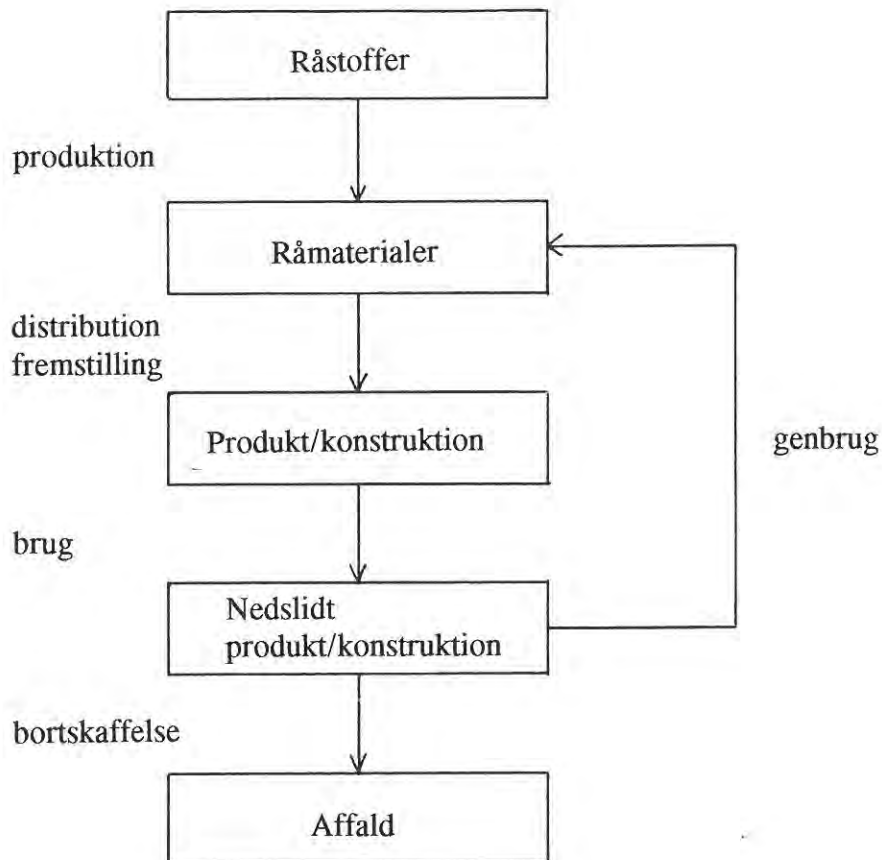 Råstoffer
produktion
Råmaterialer
distribution
fremstilling
Produkt/konstruktion
genbrug
brug
Nedslidt
produkt/konstruktion
bortskaffelse
Affald